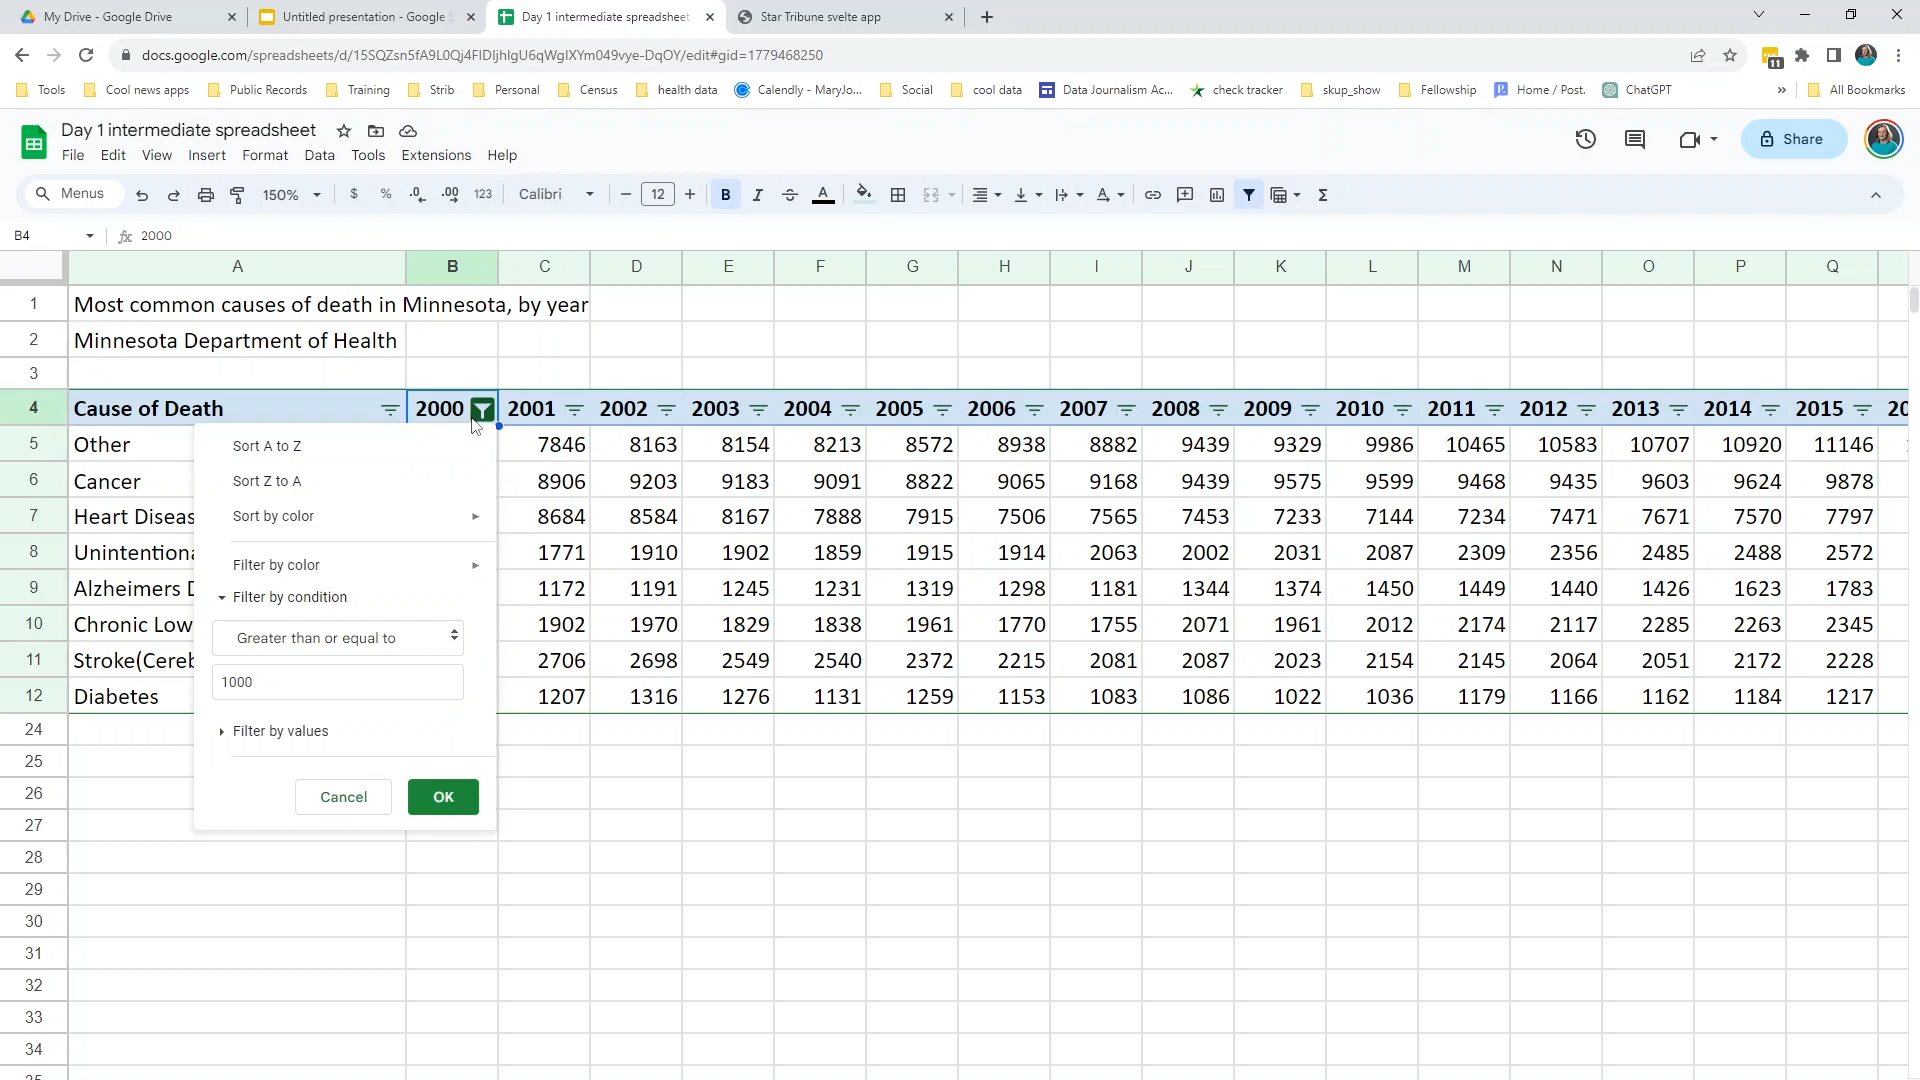 My Drive - Google Drive
Untitled presentation - Google S
Day 1 intermediate spreadsheet
Star Tribune svelte app
docs.google.com/spreadsheets/d/15SQZsn5fA9L0Qj4FIDIjhIgU6qWgIXYm049vye-DqOY/edit#gid=1779468250
11
Tools
Cool news apps
Public Records
Training
Strib
Personal
Census
health data
Calendly - MaryJo...
Social
cool data
Data Journalism Ac...
check tracker
skup_show
Fellowship
Home / Post.
ChatGPT
»
All Bookmarks
Day 1 intermediate spreadsheet
Share
File Edit View Insert Format Data Tools Extensions Help
Menus 150% $ % .0 .00 123 Calibri − 12 + B I S A Σ
B4 fx 2000
A B C D E F G H I J K L M N O P Q
1 Most common causes of death in Minnesota, by year
2 Minnesota Department of Health
3
4 Cause of Death 2000 2001 2002 2003 2004 2005 2006 2007 2008 2009 2010 2011 2012 2013 2014 2015 20
5 Other 7846 8163 8154 8213 8572 8938 8882 9439 9329 9986 10465 10583 10707 10920 11146
6 Cancer 8906 9203 9183 9091 8822 9065 9168 9439 9575 9599 9468 9435 9603 9624 9878
7 Heart Diseas 8684 8584 8167 7888 7915 7506 7565 7453 7233 7144 7234 7471 7671 7570 7797
8 Unintentiona 1771 1910 1902 1859 1915 1914 2063 2002 2031 2087 2309 2356 2485 2488 2572
9 Alzheimers D 1172 1191 1245 1231 1319 1298 1181 1344 1374 1450 1449 1440 1426 1623 1783
10 Chronic Low 1902 1970 1829 1838 1961 1770 1755 2071 1961 2012 2174 2117 2285 2263 2345
11 Stroke(Cereb 2706 2698 2549 2540 2372 2215 2081 2087 2023 2154 2145 2064 2051 2172 2228
12 Diabetes 1207 1316 1276 1131 1259 1153 1083 1086 1022 1036 1179 1166 1162 1184 1217
Sort A to Z
Sort Z to A
Sort by color
Filter by color
Filter by condition
Greater than or equal to
1000
Filter by values
Cancel
OK
24
25
26
27
28
29
30
31
32
33
34
35